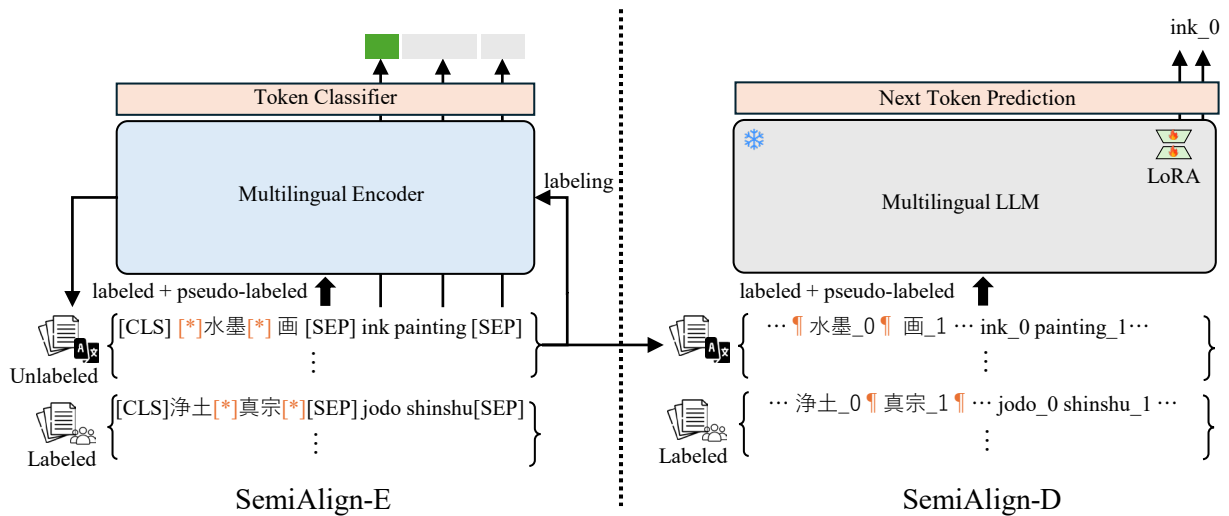 Token Classifier
Multilingual Encoder
labeling
labeled + pseudo-labeled
[CLS] [*]水墨[*] 画 [SEP] ink painting [SEP]
⋮
Unlabeled
[CLS]浄土[*]真宗[*][SEP] jodo shinshu[SEP]
⋮
Labeled
SemiAlign-E
ink_0
Next Token Prediction
LoRA
Multilingual LLM
labeled + pseudo-labeled
⋯ ¶ 水墨_0 ¶ 画_1 ⋯ ink_0 painting_1⋯
⋮
⋯ 浄土_0 ¶ 真宗_1 ¶ ⋯ jodo_0 shinshu_1 ⋯
⋮
Labeled
SemiAlign-D